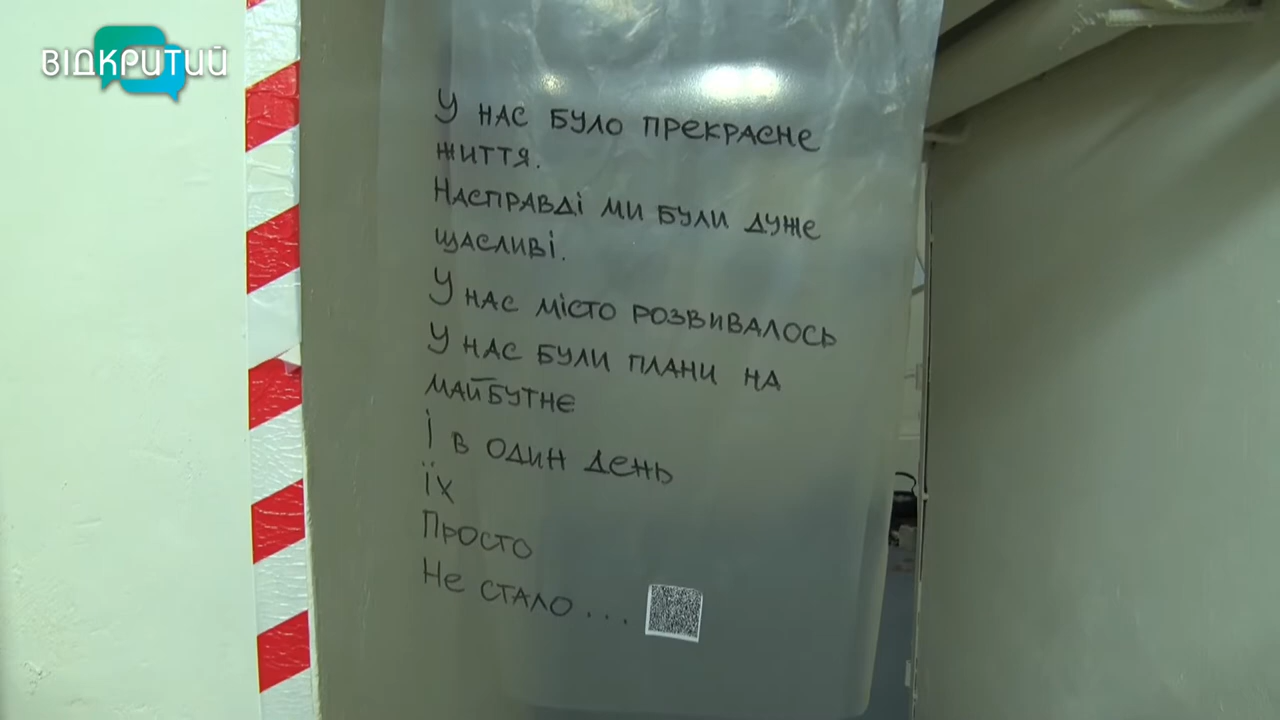 ВІДКРИТИЙ
У НАС БУЛО ПРЕКРАСНЕ
ЖИТТЯ.
НАСПРАВДІ МИ БУЛИ ДУЖЕ
ЩАСЛИВІ.
У НАС МІСТО РОЗВИВАЛОСЬ
У НАС БУЛИ ПЛАНИ НА
МАЙБУТНЄ
І В ОДИН ДЕНЬ
ЇХ
ПРОСТО
НЕ СТАЛО...